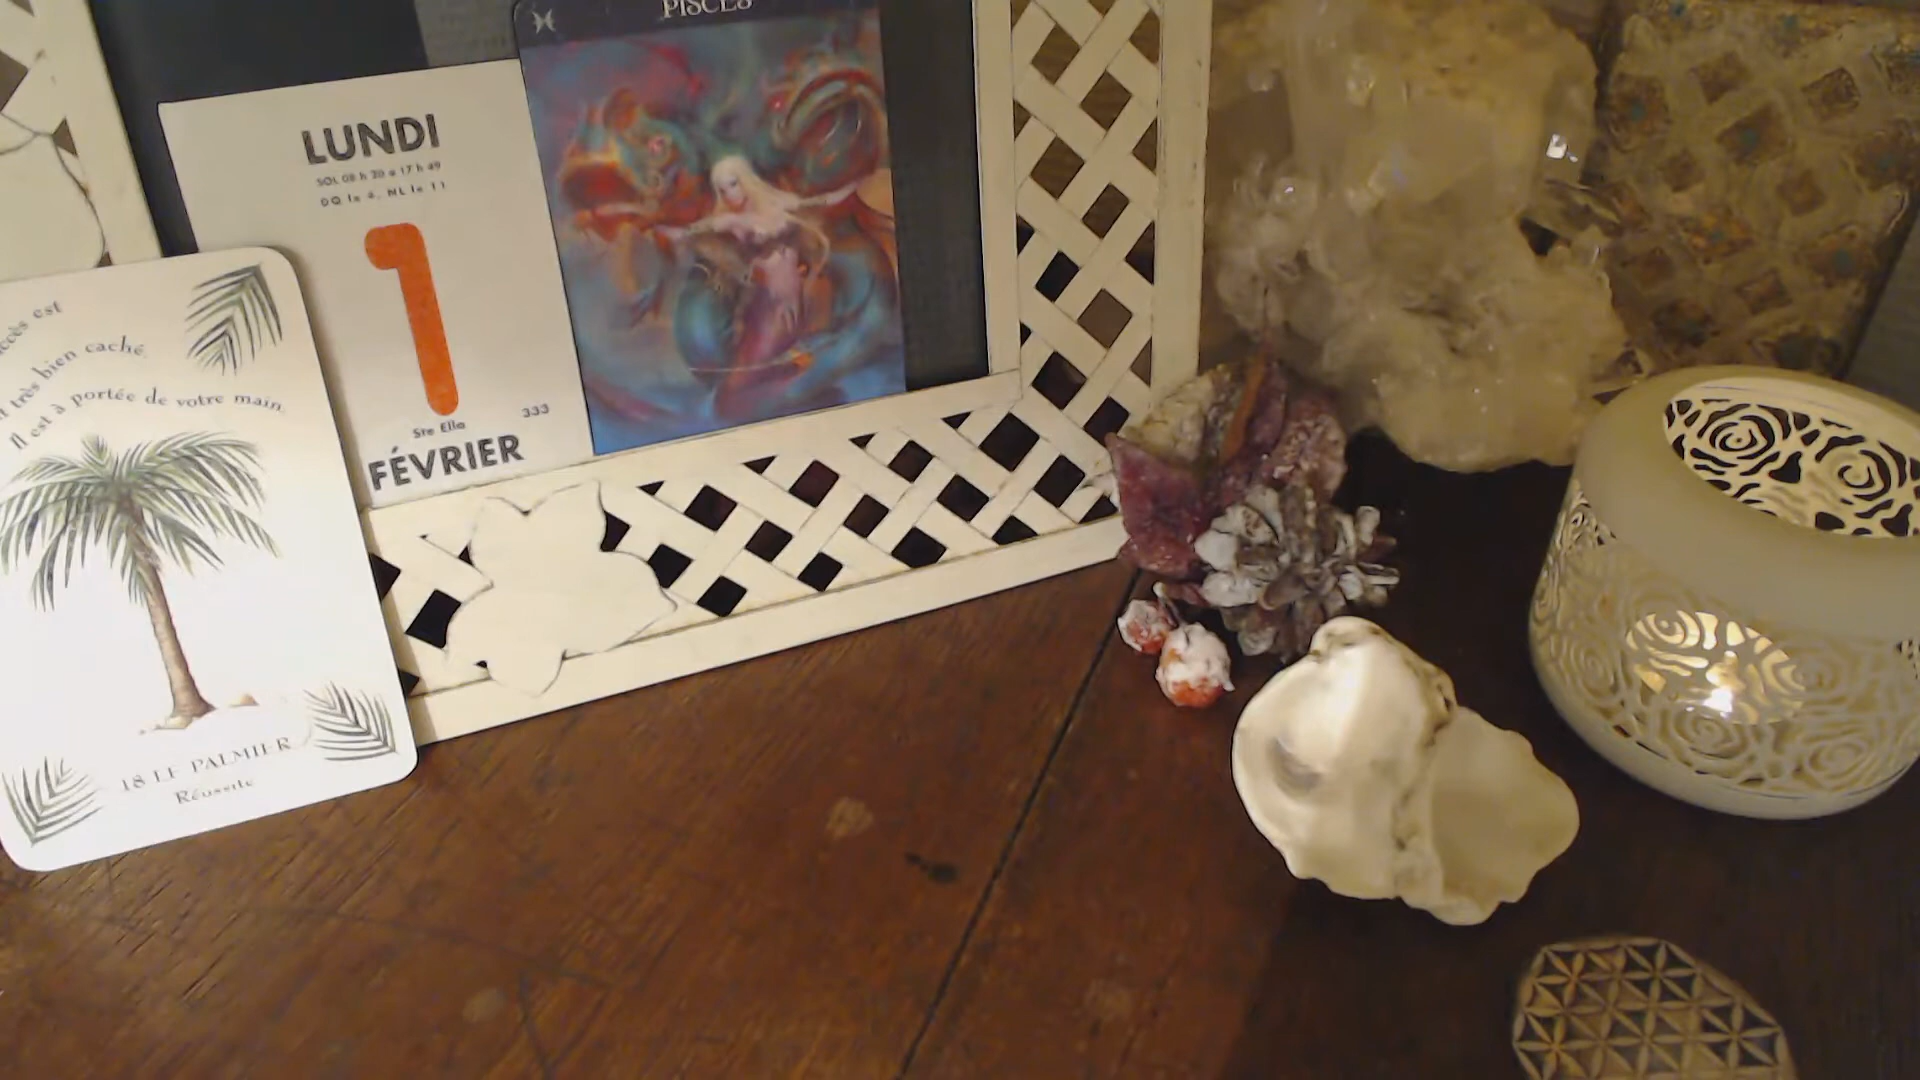 PISCES
LUNDI
SOL 08 h 20 a 17 h 49
DQ le 4, NL le 11
1
Ste Ella
333
FÉVRIER
est
très bien caché.
Il est à portée de votre main.
18 LE PALMIER
Réussite